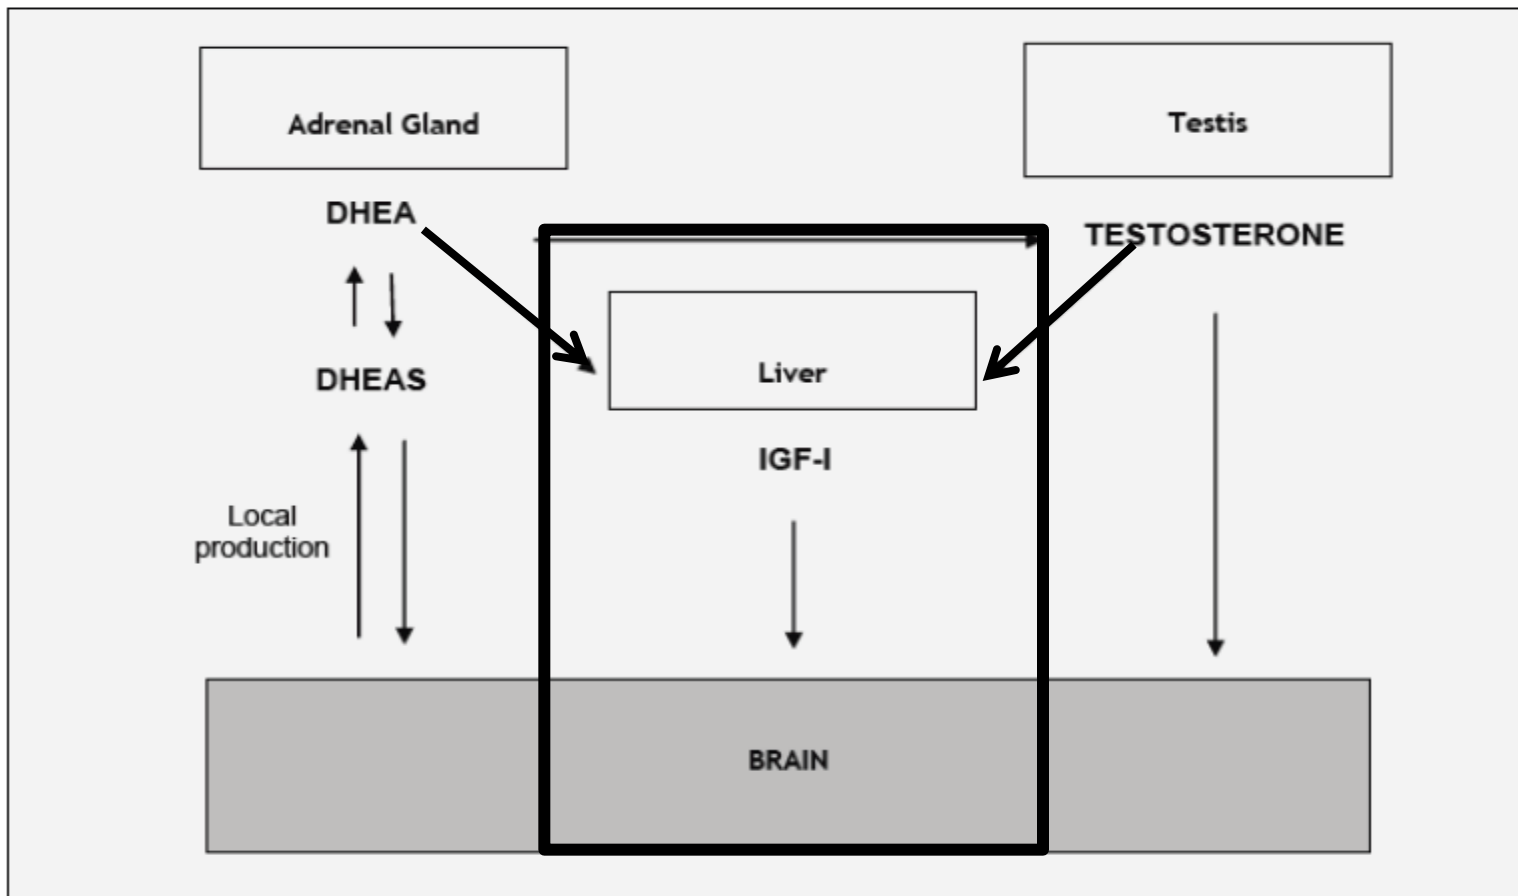 Adrenal Gland
Testis
DHEA
TESTOSTERONE
Liver
DHEAS
IGF-I
Local
production
BRAIN